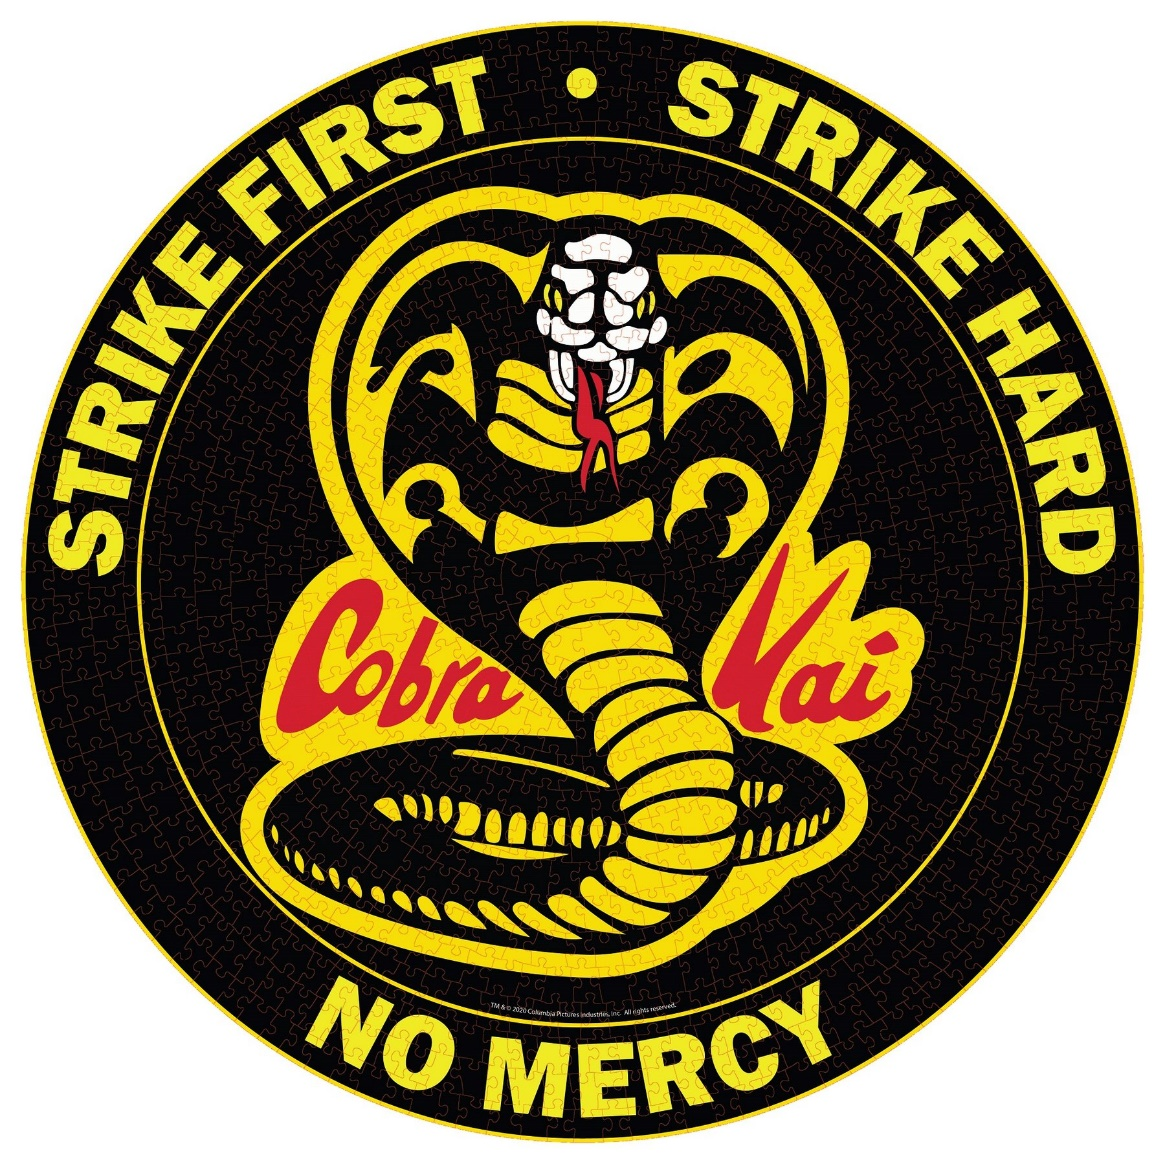 STRIKE FIRST • STRIKE HARD
Cobra Kai
TM & © 2020 Columbia Pictures Industries, Inc. All rights reserved.
NO MERCY